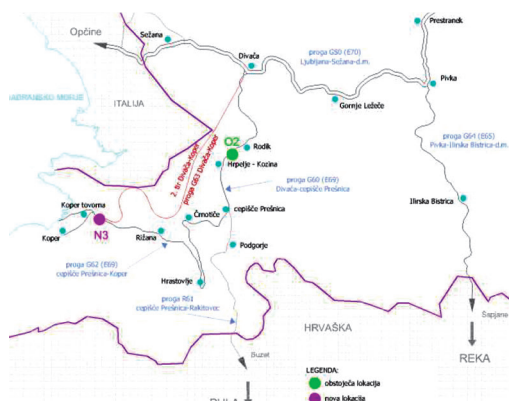 Prestranek
Opčine
Sežana
proga G50 (E70)
Ljubljana-Sežana-d.m.
Divača
Pivka
JADRANSKO MORJE
ITALIJA
Gornje Ležeče
proga G64 (E65)
Pivka-Ilirska Bistrica-d.m.
2. tir Divača-Koper
proga G63 Divača-Koper
O2
Rodik
Hrpelje - Kozina
proga G60 (E69)
Divača-cepišče Prešnica
Ilirska Bistrica
Koper tovorna
Črnotiče
cepišče Prešnica
N3
Koper
Rižana
Podgorje
proga G62 (E69)
cepišče Prešnica-Koper
Hrastovlje
proga R61
cepišče Prešnica-Rakitovec
HRVAŠKA
Šapjane
Buzet
REKA
LEGENDA:
obstoječa lokacija
PULA
nova lokacija